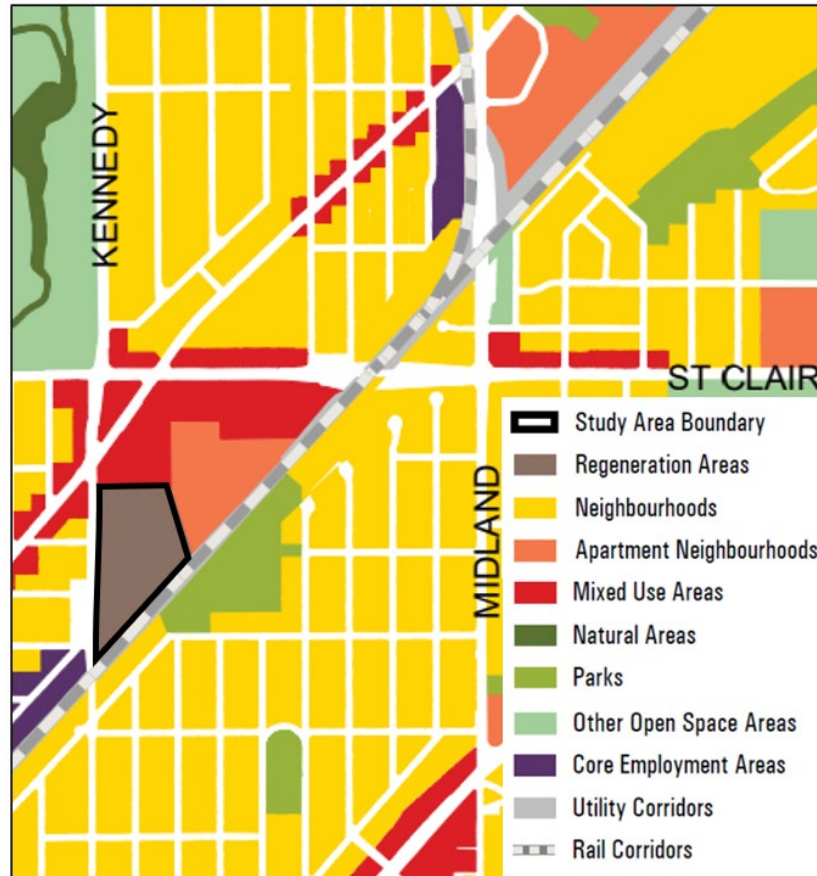 KENNEDY
ST CLAIR
MIDLAND
Study Area Boundary
Regeneration Areas
Neighbourhoods
Apartment Neighbourhoods
Mixed Use Areas
Natural Areas
Parks
Other Open Space Areas
Core Employment Areas
Utility Corridors
Rail Corridors